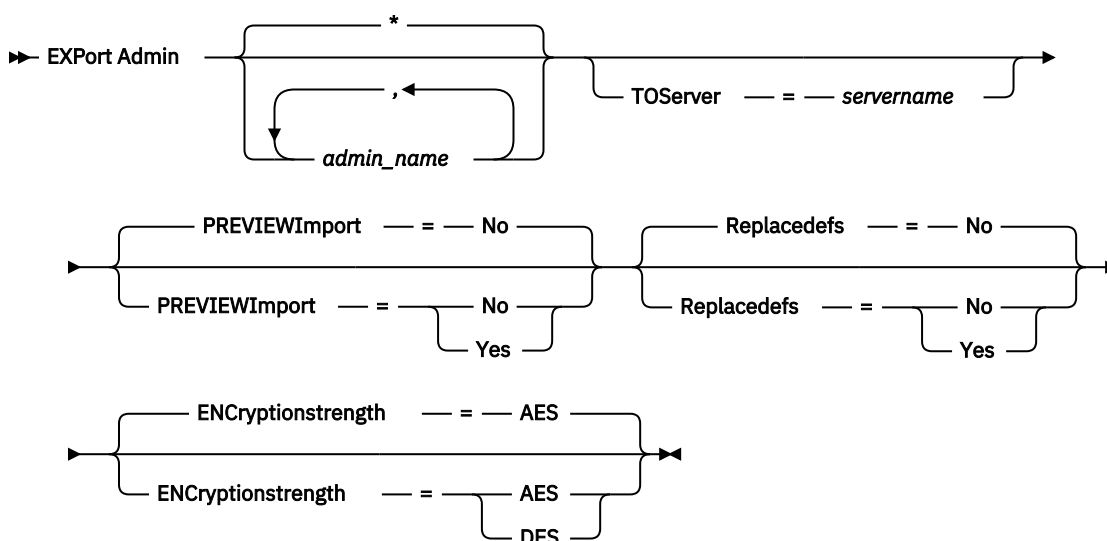 *
EXPort Admin
,
TOServer = servername
admin_name
PREVIEWImport = No Replacedefs = No
PREVIEWImport = No Replacedefs = No
Yes Yes
ENCryptionstrength = AES
ENCryptionstrength = AES
DES